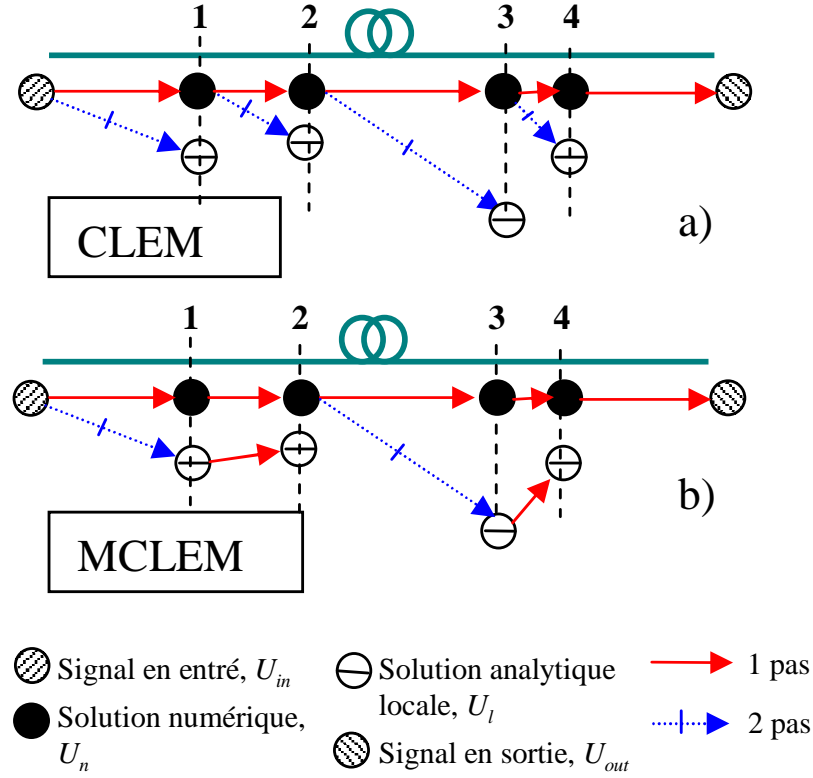 1 2 3 4
CLEM
a)
1 2 3 4
MCLEM
b)
Signal en entré, U_in
Solution numérique,
U_n
Solution analytique
locale, U_l
Signal en sortie, U_out
1 pas
2 pas